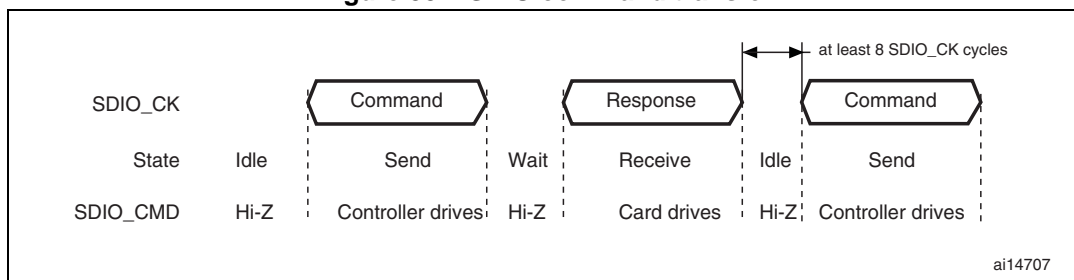 at least 8 SDIO_CK cycles
SDIO_CK Command Response Command
State Idle Send Wait Receive Idle Send
SDIO_CMD Hi-Z Controller drives Hi-Z Card drives Hi-Z Controller drives
ai14707